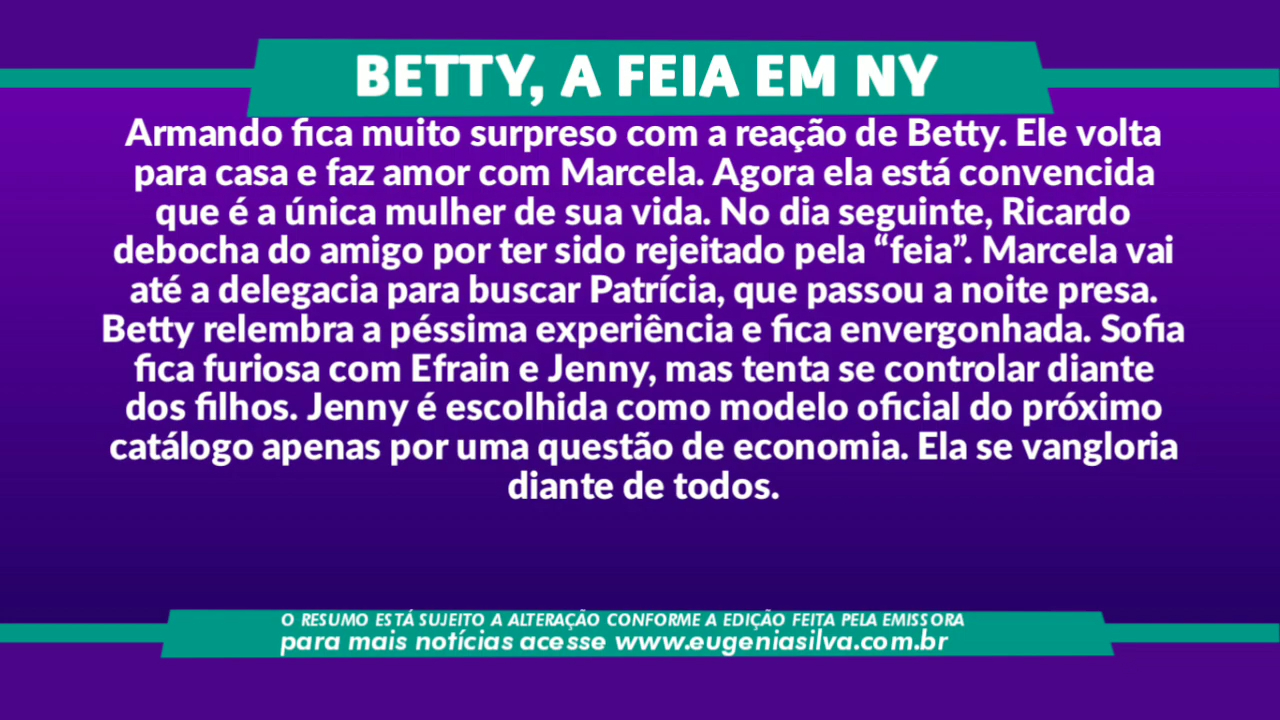 BETTY, A FEIA EM NY
Armando fica muito surpreso com a reação de Betty. Ele volta
para casa e faz amor com Marcela. Agora ela está convencida
que é a única mulher de sua vida. No dia seguinte, Ricardo
debocha do amigo por ter sido rejeitado pela “feia”. Marcela vai
até a delegacia para buscar Patrícia, que passou a noite presa.
Betty relembra a péssima experiência e fica envergonhada. Sofia
fica furiosa com Efrain e Jenny, mas tenta se controlar diante
dos filhos. Jenny é escolhida como modelo oficial do próximo
catálogo apenas por uma questão de economia. Ela se vangloria
diante de todos.
O RESUMO ESTÁ SUJEITO A ALTERAÇÃO CONFORME A EDIÇÃO FEITA PELA EMISSORA
para mais notícias acesse www.eugeniasilva.com.br